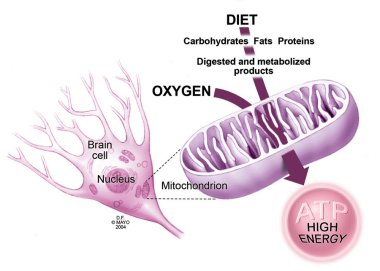 DIET
Carbohydrates Fats Proteins
Digested and metabolized
products
OXYGEN
Brain
cell
Nucleus
Mitochondrion
D.F.
© MAYO
2004
ATP
HIGH
ENERGY